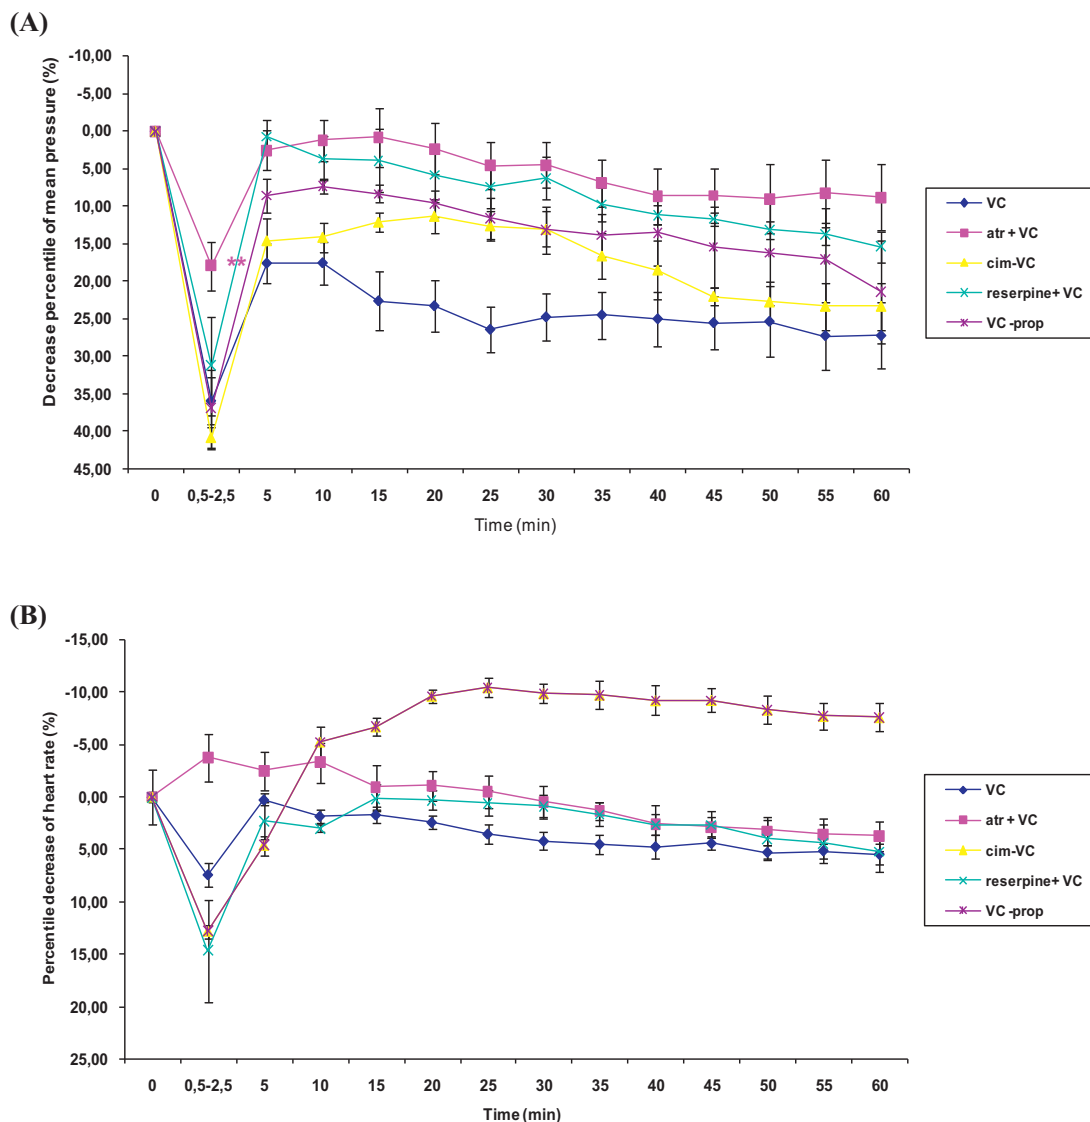 (A)
Decrease percentile of mean pressure (%)
-10,00
-5,00
0,00
5,00
10,00
15,00
20,00
25,00
30,00
35,00
40,00
45,00
**
0 0,5-2,5 5 10 15 20 25 30 35 40 45 50 55 60
Time (min)
VC
atr + VC
cim-VC
reserpine+ VC
VC -prop
(B)
Percentile decrease of heart rate (%)
-15,00
-10,00
-5,00
0,00
5,00
10,00
15,00
20,00
25,00
0 0,5-2,5 5 10 15 20 25 30 35 40 45 50 55 60
Time (min)
VC
atr + VC
cim-VC
reserpine+ VC
VC -prop